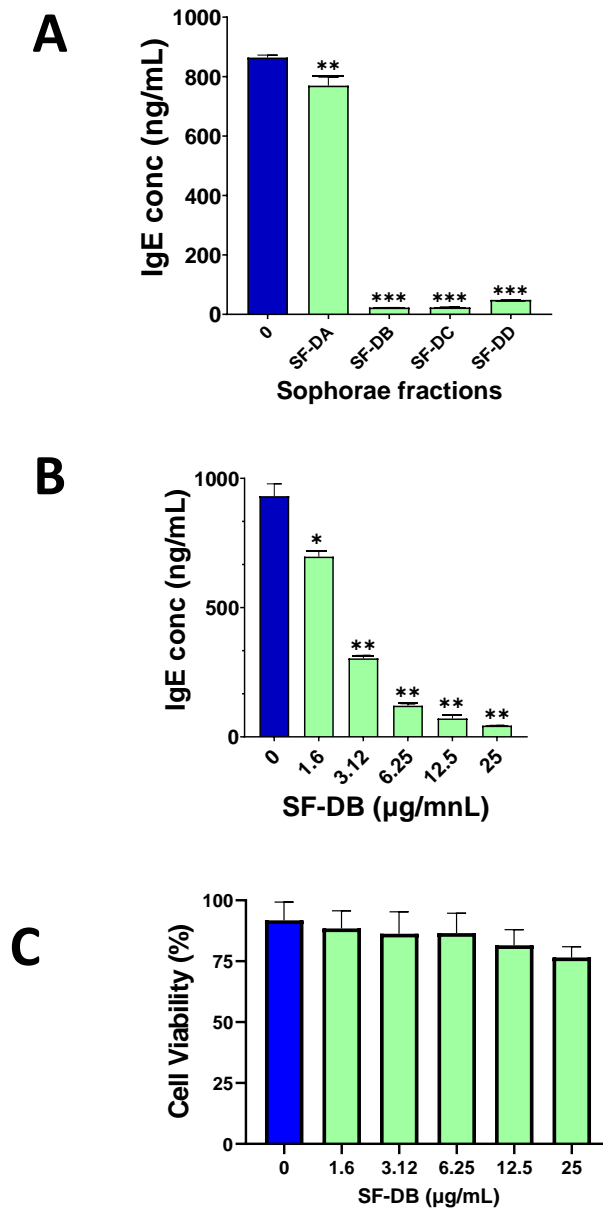 A
IgE conc (ng/mL)
1000
800
600
400
200
0
**
***
***
***
0
SF-DA
SF-DB
SF-DC
SF-DD
Sophorae fractions
B
IgE conc (ng/mL)
1000
500
0
*
**
**
**
**
0
1.6
3.12
6.25
12.5
25
SF-DB (µg/mnL)
C
Cell Viability (%)
100
75
50
25
0
0
1.6
3.12
6.25
12.5
25
SF-DB (µg/mL)